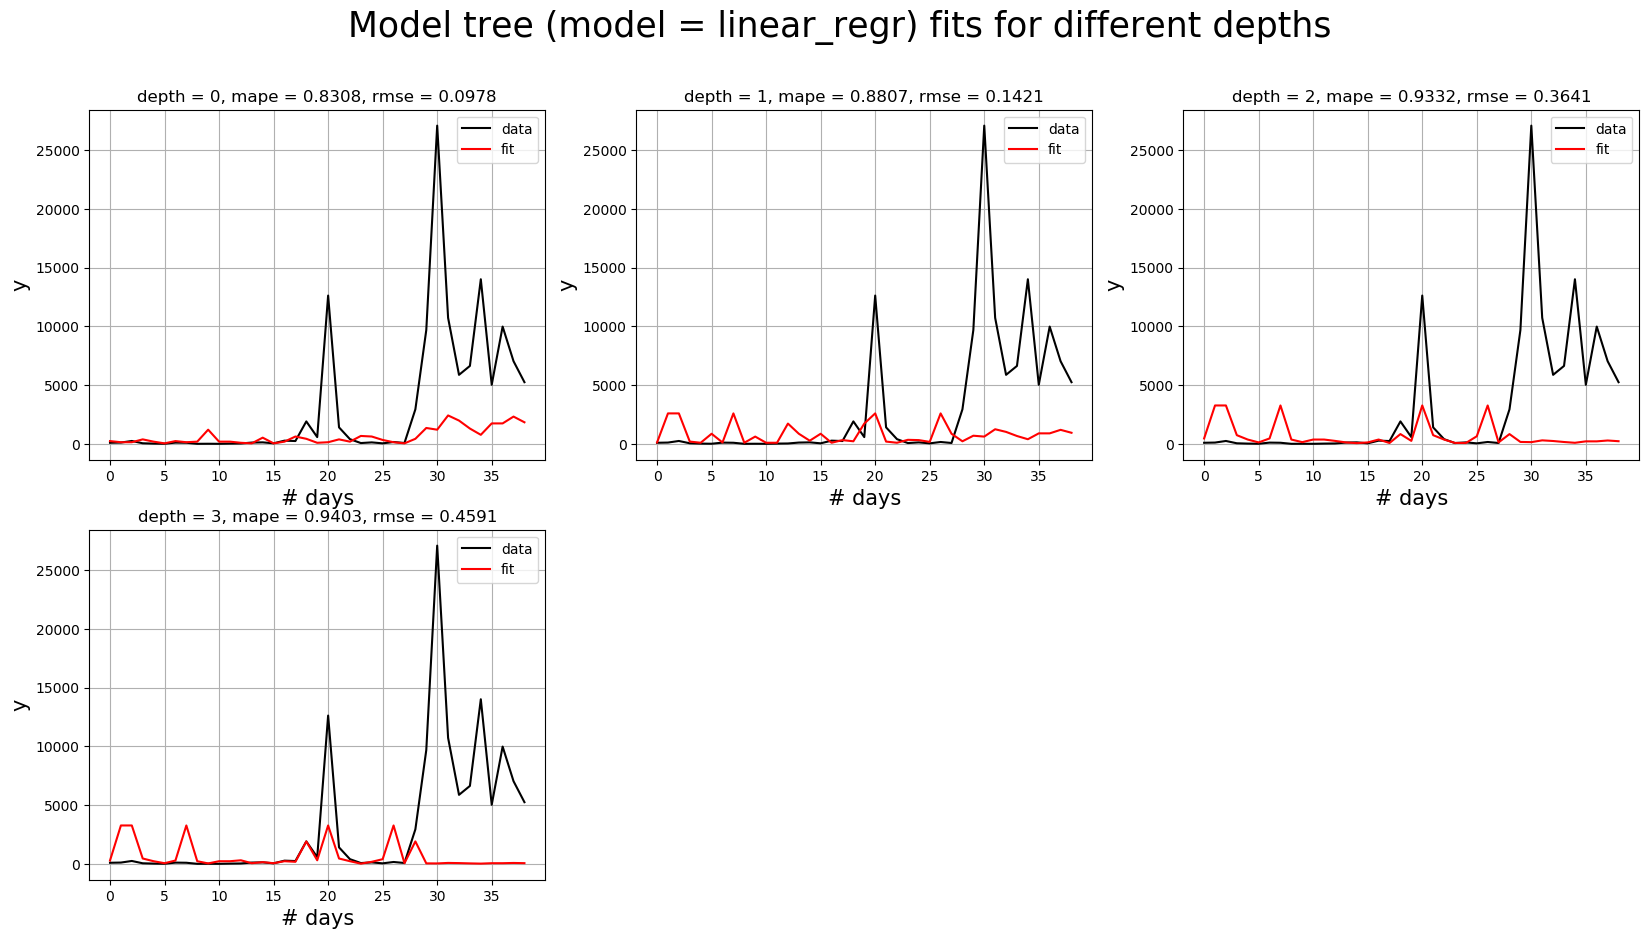 Model tree (model = linear_regr) fits for different depths
depth = 0, mape = 0.8308, rmse = 0.0978
data
fit
25000
20000
15000
10000
5000
0
y
0 5 10 15 20 25 30 35
# days
depth = 1, mape = 0.8807, rmse = 0.1421
data
fit
25000
20000
15000
10000
5000
0
y
0 5 10 15 20 25 30 35
# days
depth = 2, mape = 0.9332, rmse = 0.3641
data
fit
25000
20000
15000
10000
5000
0
y
0 5 10 15 20 25 30 35
# days
depth = 3, mape = 0.9403, rmse = 0.4591
data
fit
25000
20000
15000
10000
5000
0
y
0 5 10 15 20 25 30 35
# days